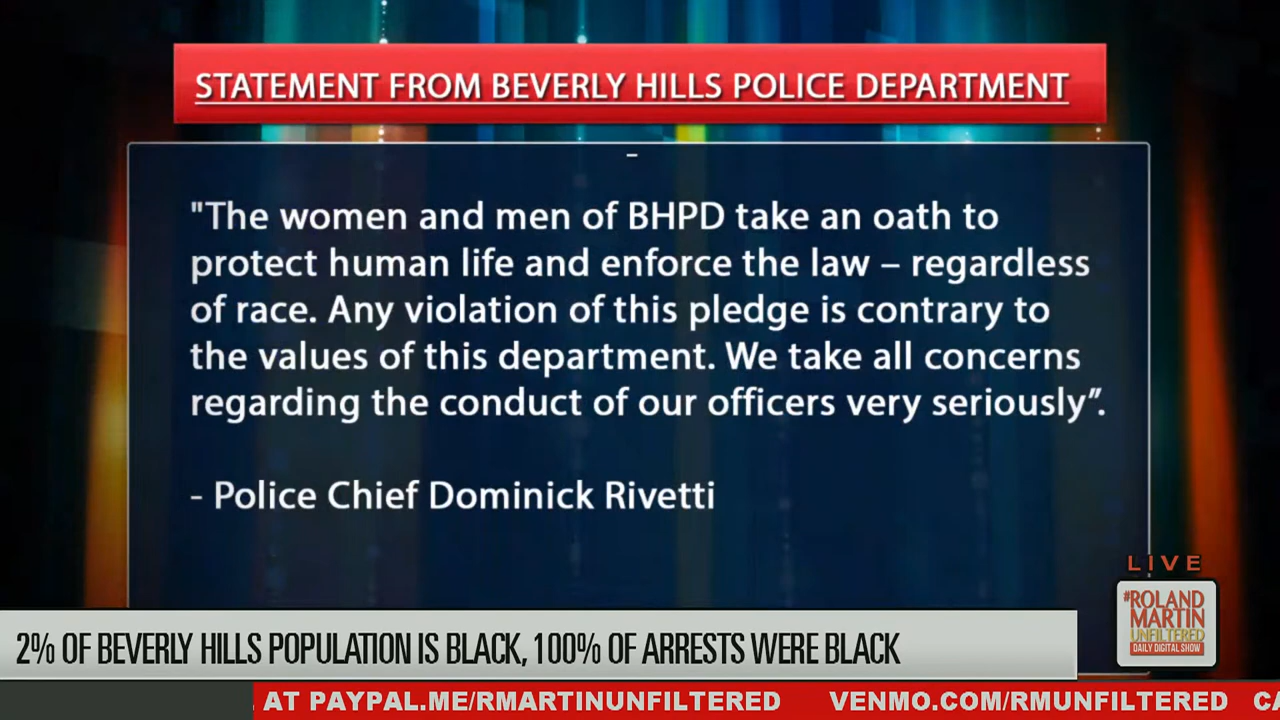 STATEMENT FROM BEVERLY HILLS POLICE DEPARTMENT
-
"The women and men of BHPD take an oath to
protect human life and enforce the law – regardless
of race. Any violation of this pledge is contrary to
the values of this department. We take all concerns
regarding the conduct of our officers very seriously”.
- Police Chief Dominick Rivetti
LIVE
#ROLAND
MARTIN
UNFILTERED
DAILY DIGITAL SHOW
2% OF BEVERLY HILLS POPULATION IS BLACK, 100% OF ARRESTS WERE BLACK
. AT PAYPAL.ME/RMARTINUNFILTERED VENMO.COM/RMUNFILTERED CA